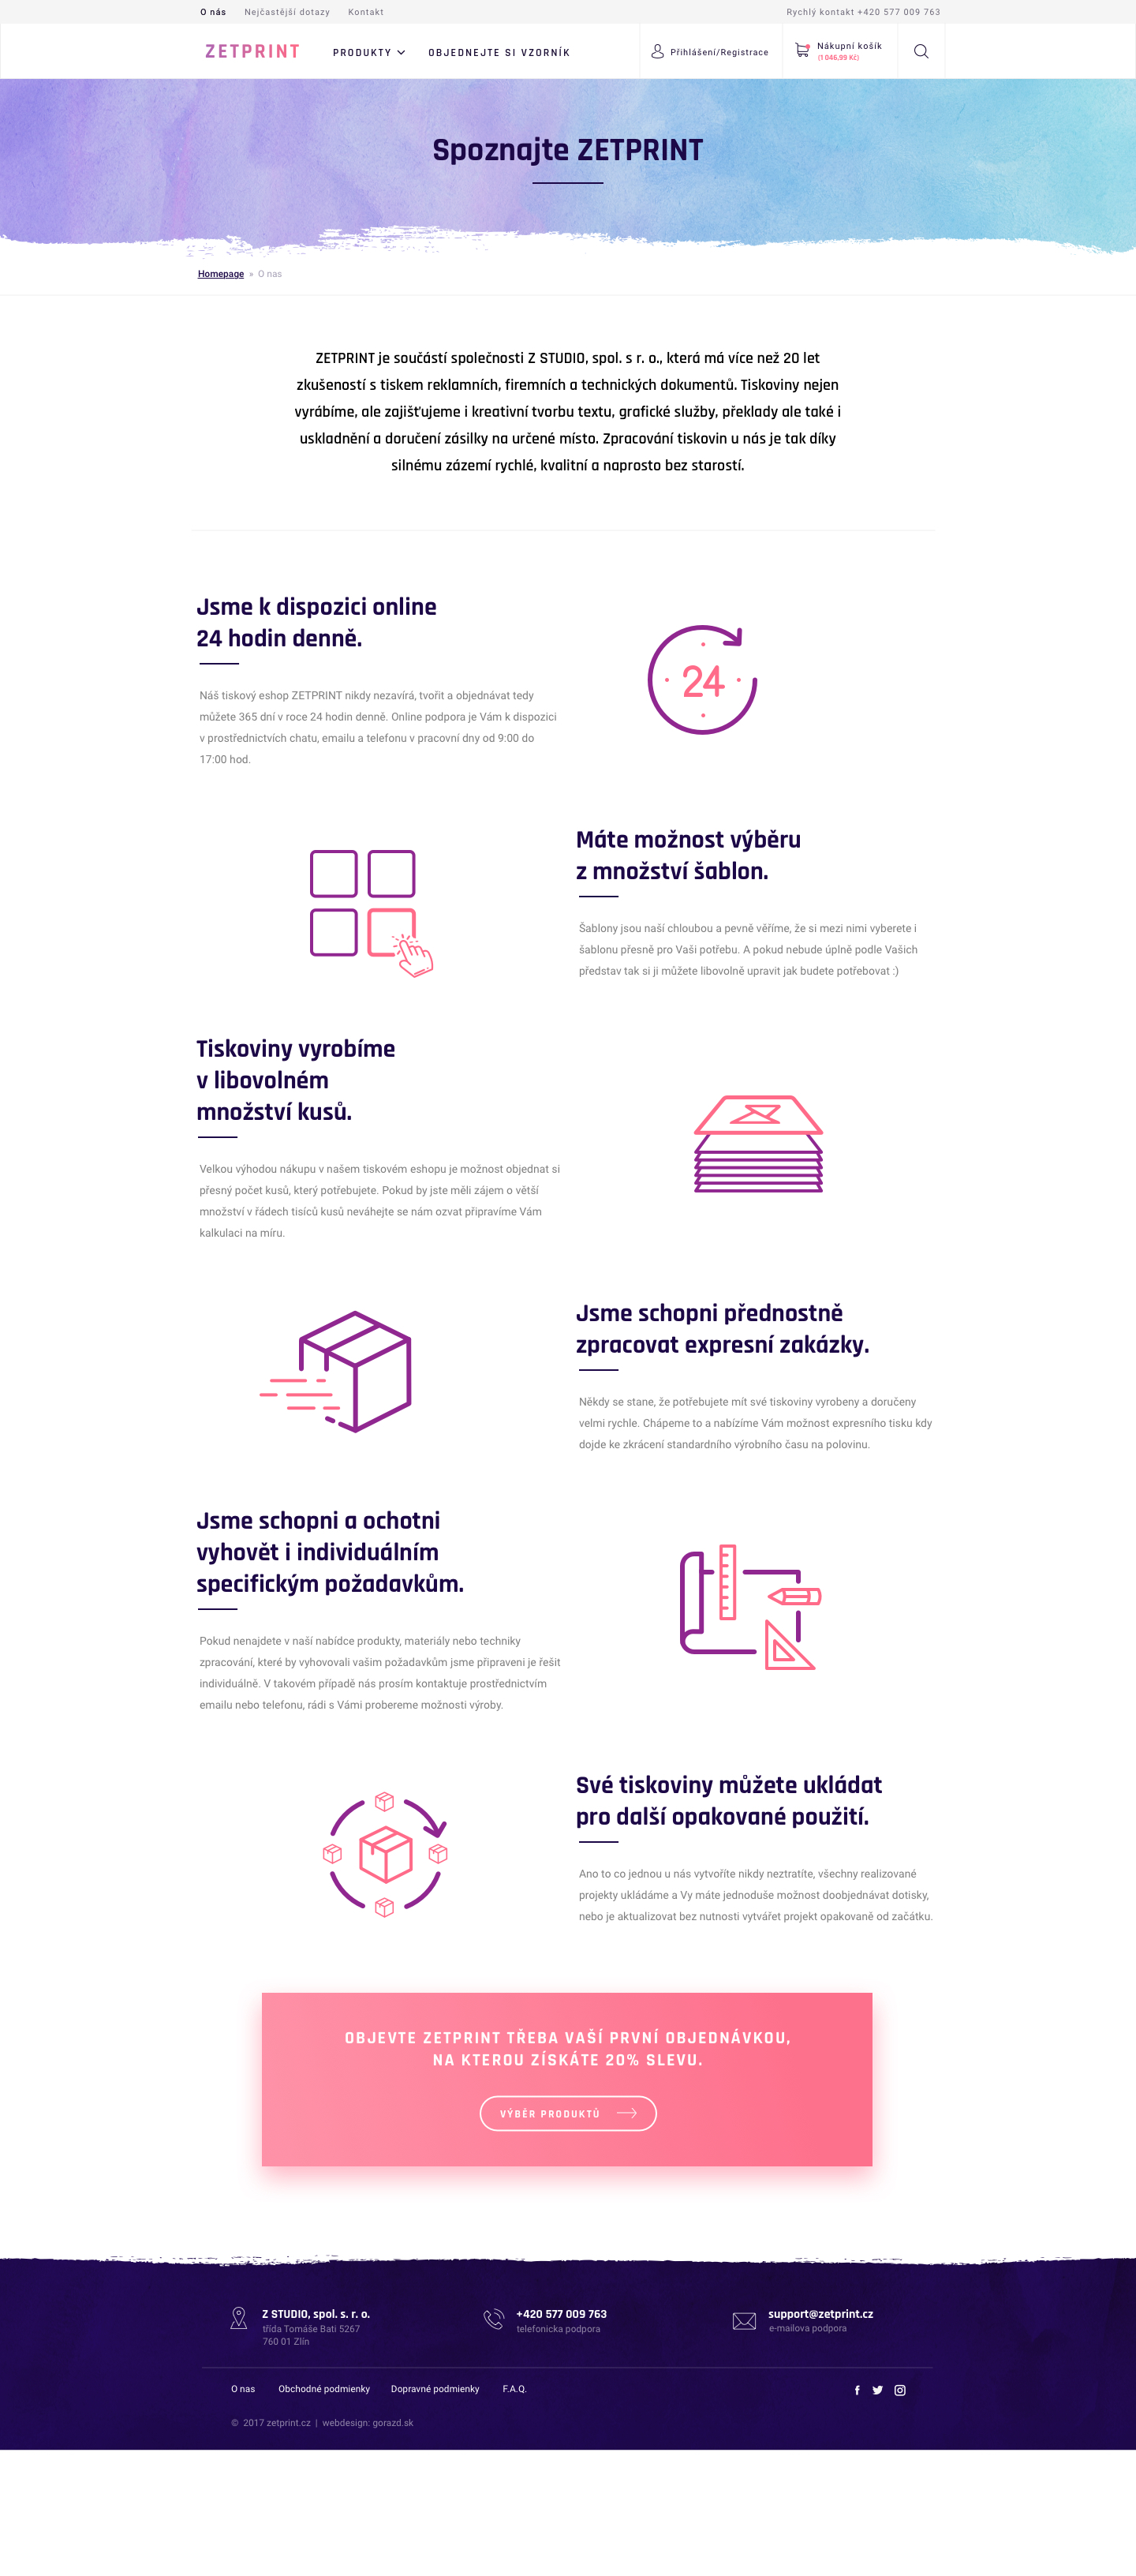 O nás
Nejčastější dotazy
Kontakt
Rychlý kontakt +420 577 009 763
ZETPRINT
PRODUKTY
OBJEDNEJTE SI VZORNÍK
Přihlášení/Registrace
Nákupní košík
(1 046,99 Kč)
Spoznajte ZETPRINT
Homepage » O nas
ZETPRINT je součástí společnosti Z STUDIO, spol. s r. o., která má více než 20 let
zkušeností s tiskem reklamních, firemních a technických dokumentů. Tiskoviny nejen
vyrábíme, ale zajišťujeme i kreativní tvorbu textu, grafické služby, překlady ale také i
uskladnění a doručení zásilky na určené místo. Zpracování tiskovin u nás je tak díky
silnému zázemí rychlé, kvalitní a naprosto bez starostí.
Jsme k dispozici online
24 hodin denně.
Náš tiskový eshop ZETPRINT nikdy nezavírá, tvořit a objednávat tedy
můžete 365 dní v roce 24 hodin denně. Online podpora je Vám k dispozici
v prostřednictvích chatu, emailu a telefonu v pracovní dny od 9:00 do
17:00 hod.
24
Máte možnost výběru
z množství šablon.
Šablony jsou naší chloubou a pevně věříme, že si mezi nimi vyberete i
šablonu přesně pro Vaši potřebu. A pokud nebude úplně podle Vašich
představ tak si ji můžete libovolně upravit jak budete potřebovat :)
Tiskoviny vyrobíme
v libovolném
množství kusů.
Velkou výhodou nákupu v našem tiskovém eshopu je možnost objednat si
přesný počet kusů, který potřebujete. Pokud by jste měli zájem o větší
množství v řádech tisíců kusů neváhejte se nám ozvat připravíme Vám
kalkulaci na míru.
Jsme schopni přednostně
zpracovat expresní zakázky.
Někdy se stane, že potřebujete mít své tiskoviny vyrobeny a doručeny
velmi rychle. Chápeme to a nabízíme Vám možnost expresního tisku kdy
dojde ke zkrácení standardního výrobního času na polovinu.
Jsme schopni a ochotni
vyhovět i individuálním
specifickým požadavkům.
Pokud nenajdete v naší nabídce produkty, materiály nebo techniky
zpracování, které by vyhovovali vašim požadavkům jsme připraveni je řešit
individuálně. V takovém případě nás prosím kontaktuje prostřednictvím
emailu nebo telefonu, rádi s Vámi probereme možnosti výroby.
Své tiskoviny můžete ukládat
pro další opakované použití.
Ano to co jednou u nás vytvoříte nikdy neztratíte, všechny realizované
projekty ukládáme a Vy máte jednoduše možnost doobjednávat dotisky,
nebo je aktualizovat bez nutnosti vytvářet projekt opakovaně od začátku.
OBJEVTE ZETPRINT TŘEBA VAŠÍ PRVNÍ OBJEDNÁVKOU,
NA KTEROU ZÍSKÁTE 20% SLEVU.
VÝBĚR PRODUKTŮ
Z STUDIO, spol. s. r. o.
třída Tomáše Bati 5267
760 01 Zlín
+420 577 009 763
telefonicka podpora
support@zetprint.cz
e-mailova podpora
O nas
Obchodné podmienky
Dopravné podmienky
F.A.Q.
© 2017 zetprint.cz | webdesign: gorazd.sk